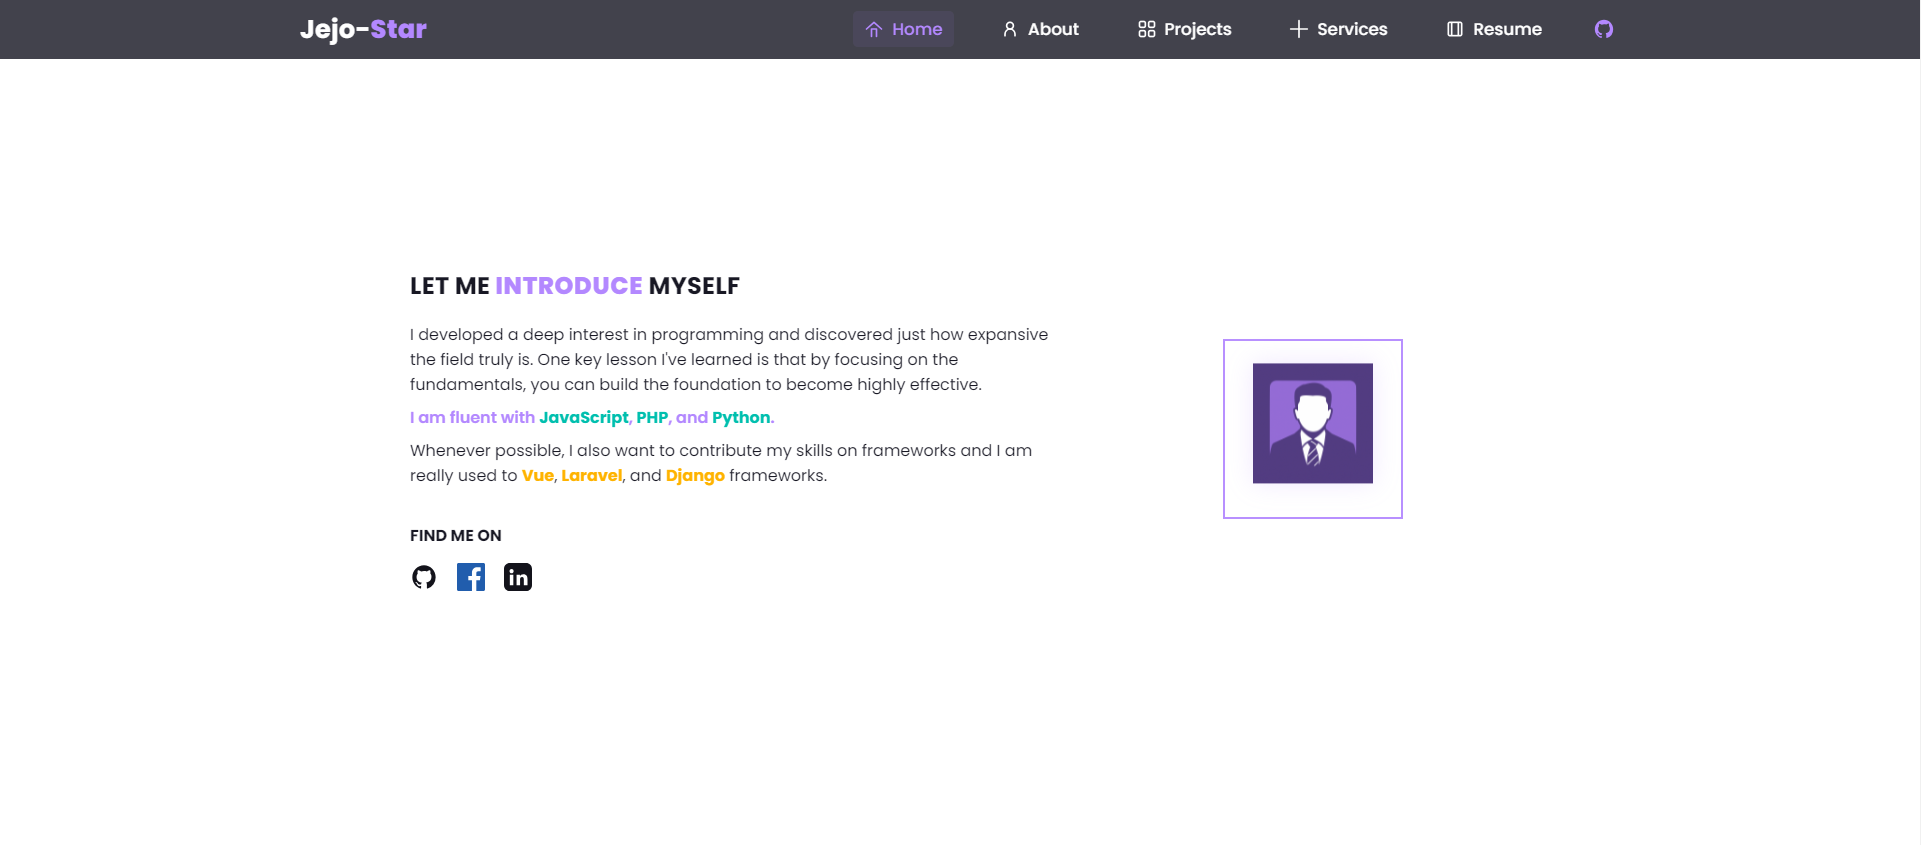 Jejo-Star
Home
About
Projects
Services
Resume
LET ME INTRODUCE MYSELF
I developed a deep interest in programming and discovered just how expansive
the field truly is. One key lesson I've learned is that by focusing on the
fundamentals, you can build the foundation to become highly effective.
I am fluent with JavaScript, PHP, and Python.
Whenever possible, I also want to contribute my skills on frameworks and I am
really used to Vue, Laravel, and Django frameworks.
FIND ME ON